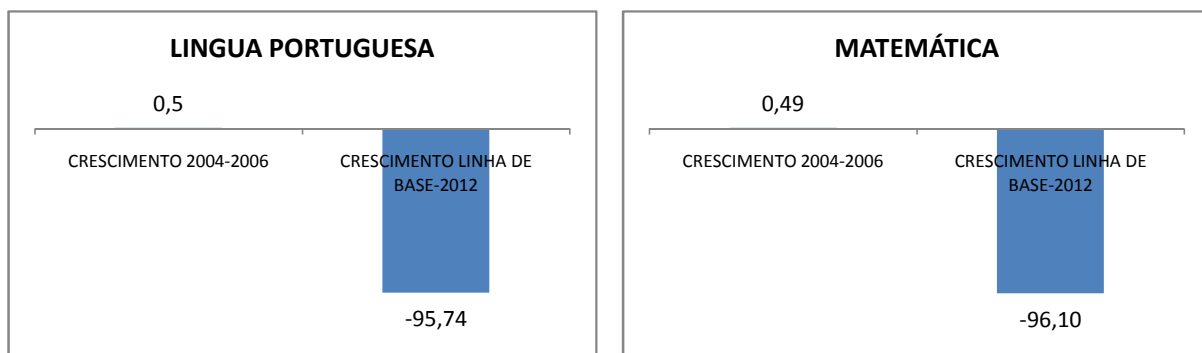 LINGUA PORTUGUESA
0,5
CRESCIMENTO 2004-2006
CRESCIMENTO LINHA DE
BASE-2012
-95,74
MATEMÁTICA
0,49
CRESCIMENTO 2004-2006
CRESCIMENTO LINHA DE
BASE-2012
-96,10